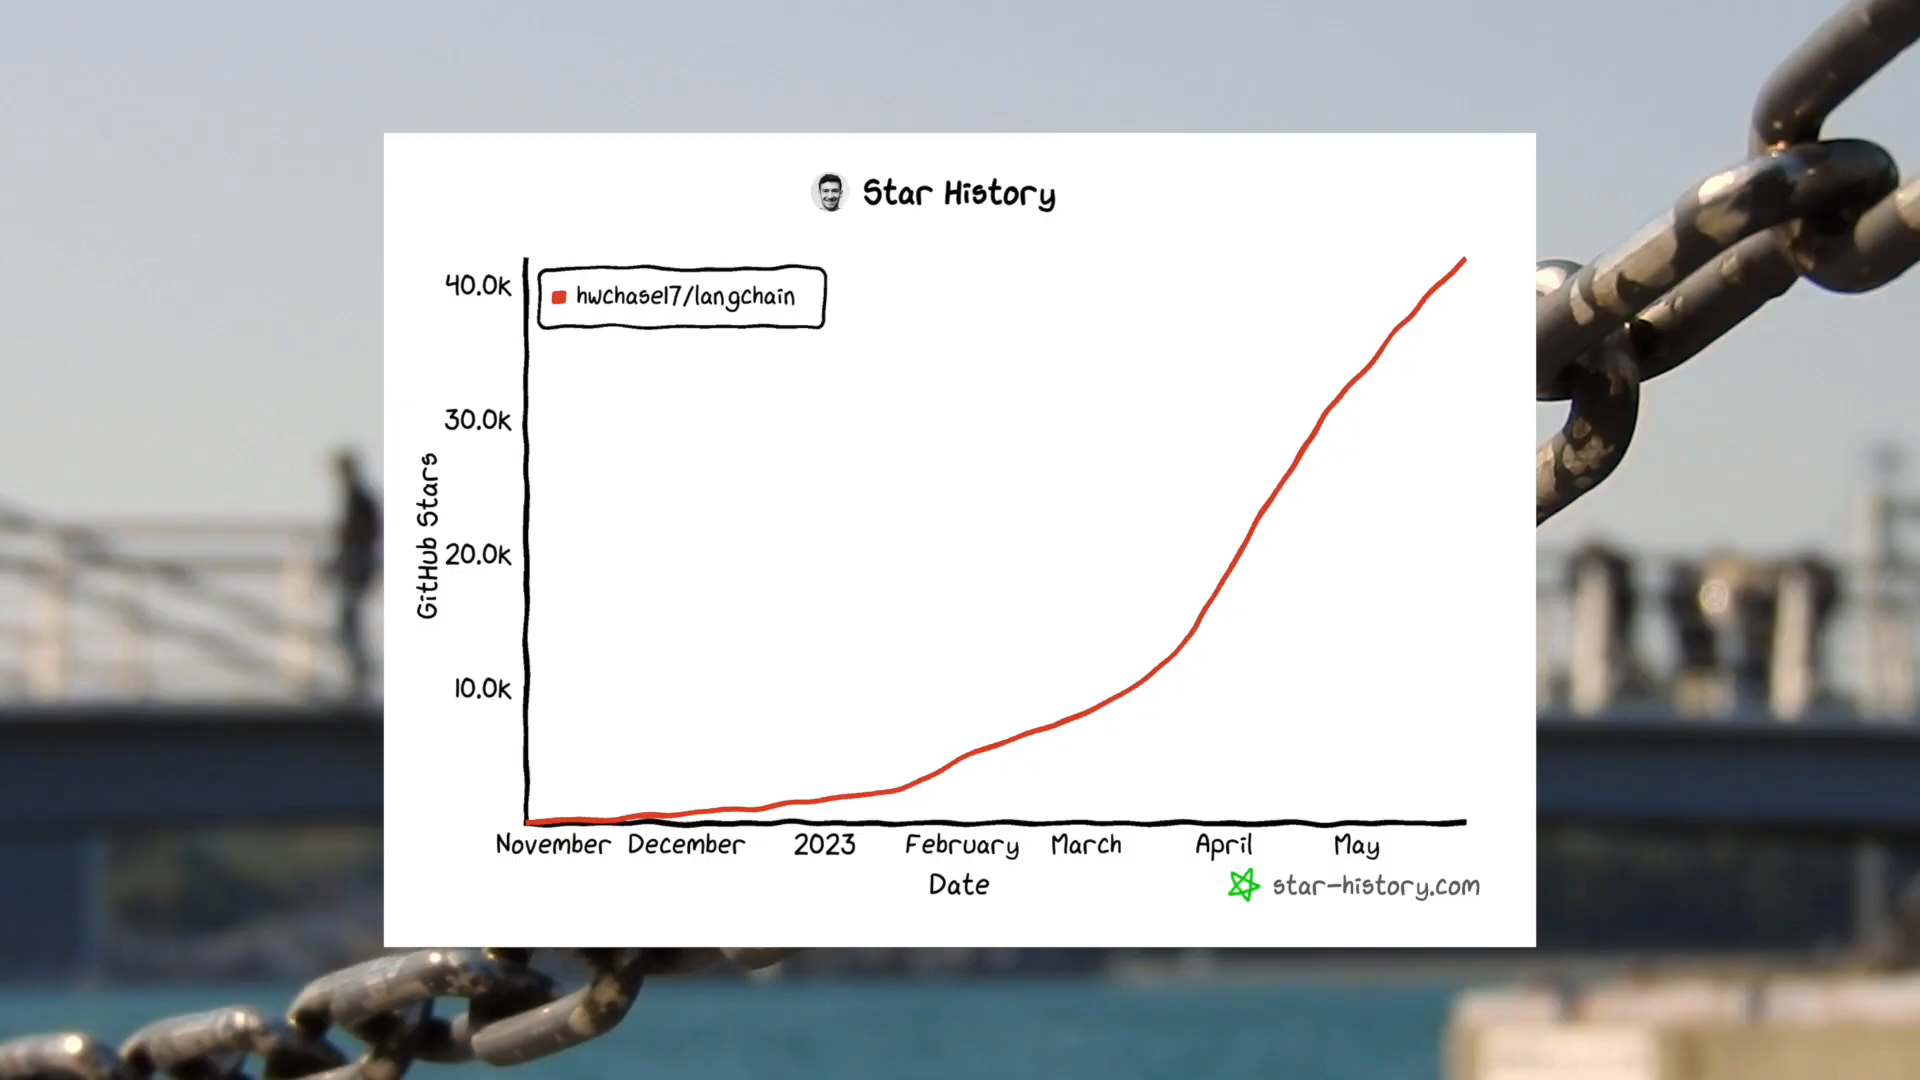 Star History
hwchase17/langchain
40.0k
30.0k
20.0k
10.0k
GitHub Stars
November December 2023 February March April May
Date
star-history.com